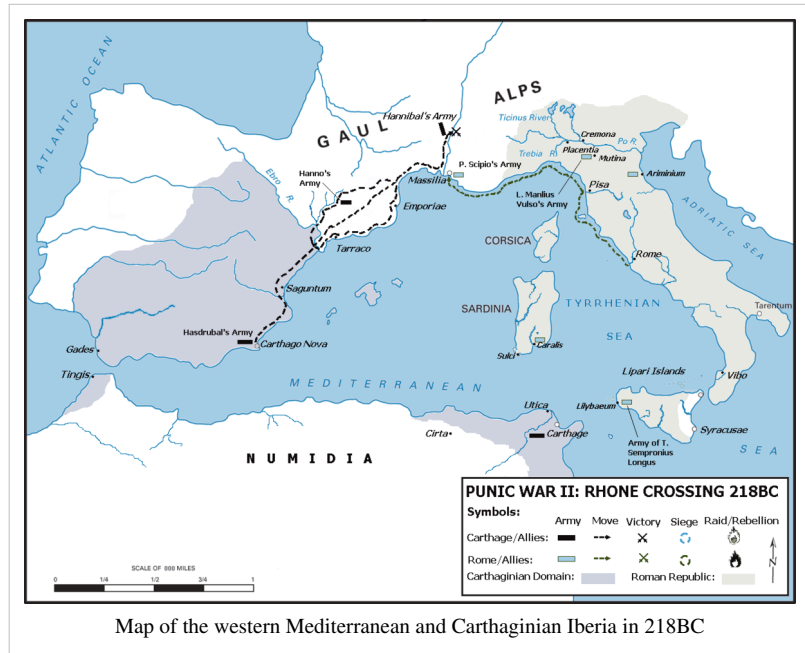 ATLANTIC OCEAN
GAUL
ALPS
Hannibal's Army
Ticinus River
Cremona
Po R.
Placentia
Trebia R.
Mutina
Hanno's
Army
Ebro R.
Massilia
P. Scipio's Army
Ariminium
L. Manlius
Vulso's Army
Pisa
Emporiae
ADRIATIC SEA
Tarraco
CORSICA
Rome
Saguntum
SARDINIA
TYRRHENIAN
SEA
Tarentum
Hasdrubal's Army
Carthago Nova
Caralis
Sulci
Gades
Tingis
MEDITERRANEAN
Lipari Islands
Vibo
Utica
Lilybaeum
Cirta
Carthage
Army of T.
Sempronius
Longus
Syracusae
SEA
NUMIDIA
PUNIC WAR II: RHONE CROSSING 218BC
Symbols:
Army Move Victory Siege Raid/Rebellion
Carthage/Allies:
Rome/Allies:
N
Carthaginian Domain: Roman Republic:
SCALE OF 888 MILES
0 1/4 1/2 3/4 1
Map of the western Mediterranean and Carthaginian Iberia in 218BC